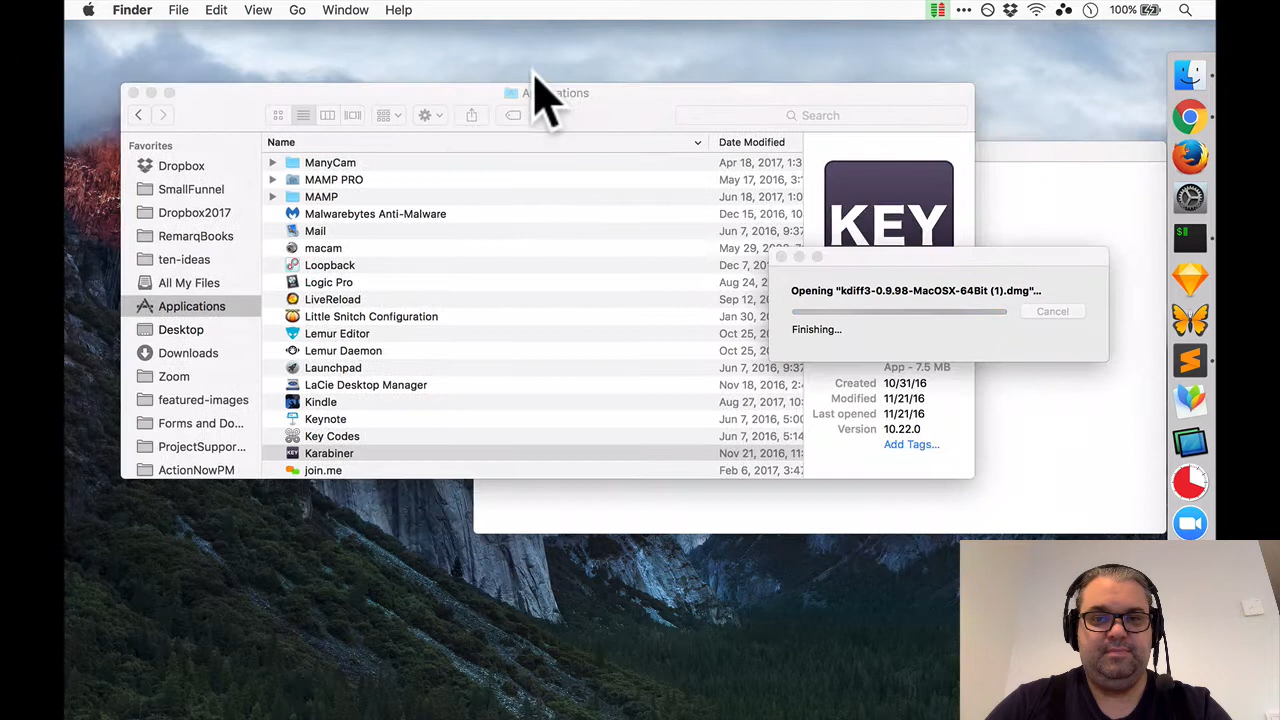 Finder File Edit View Go Window Help 100%
Applications
Search
Favorites
Dropbox
SmallFunnel
Dropbox2017
RemarqBooks
ten-ideas
All My Files
Applications
Desktop
Downloads
Zoom
featured-images
Forms and Do...
ProjectSuppor...
ActionNowPM
Name Date Modified
ManyCam Apr 18, 2017, 1:3
MAMP PRO May 17, 2016, 3:
MAMP Jun 18, 2017, 1:0
Malwarebytes Anti-Malware Dec 15, 2016, 10
Mail Jun 7, 2016, 9:37
macam May 29, 
Loopback Dec 7, 
Logic Pro Aug 24, 
LiveReload Sep 12, 
Little Snitch Configuration Jan 30, 
Lemur Editor Oct 25, 
Lemur Daemon Oct 25, 
Launchpad Jun 7, 2016, 9:37
LaCie Desktop Manager Nov 18, 2016, 2:
Kindle Aug 27, 2017, 10:
Keynote Jun 7, 2016, 5:00
Key Codes Jun 7, 2016, 5:14
Karabiner Nov 21, 2016, 11:
join.me Feb 6, 2017, 3:47
KEY
Opening "kdiff3-0.9.98-MacOSX-64Bit (1).dmg"...
Cancel
Finishing...
App - 7.5 MB
Created 10/31/16
Modified 11/21/16
Last opened 11/21/16
Version 10.22.0
Add Tags...
$